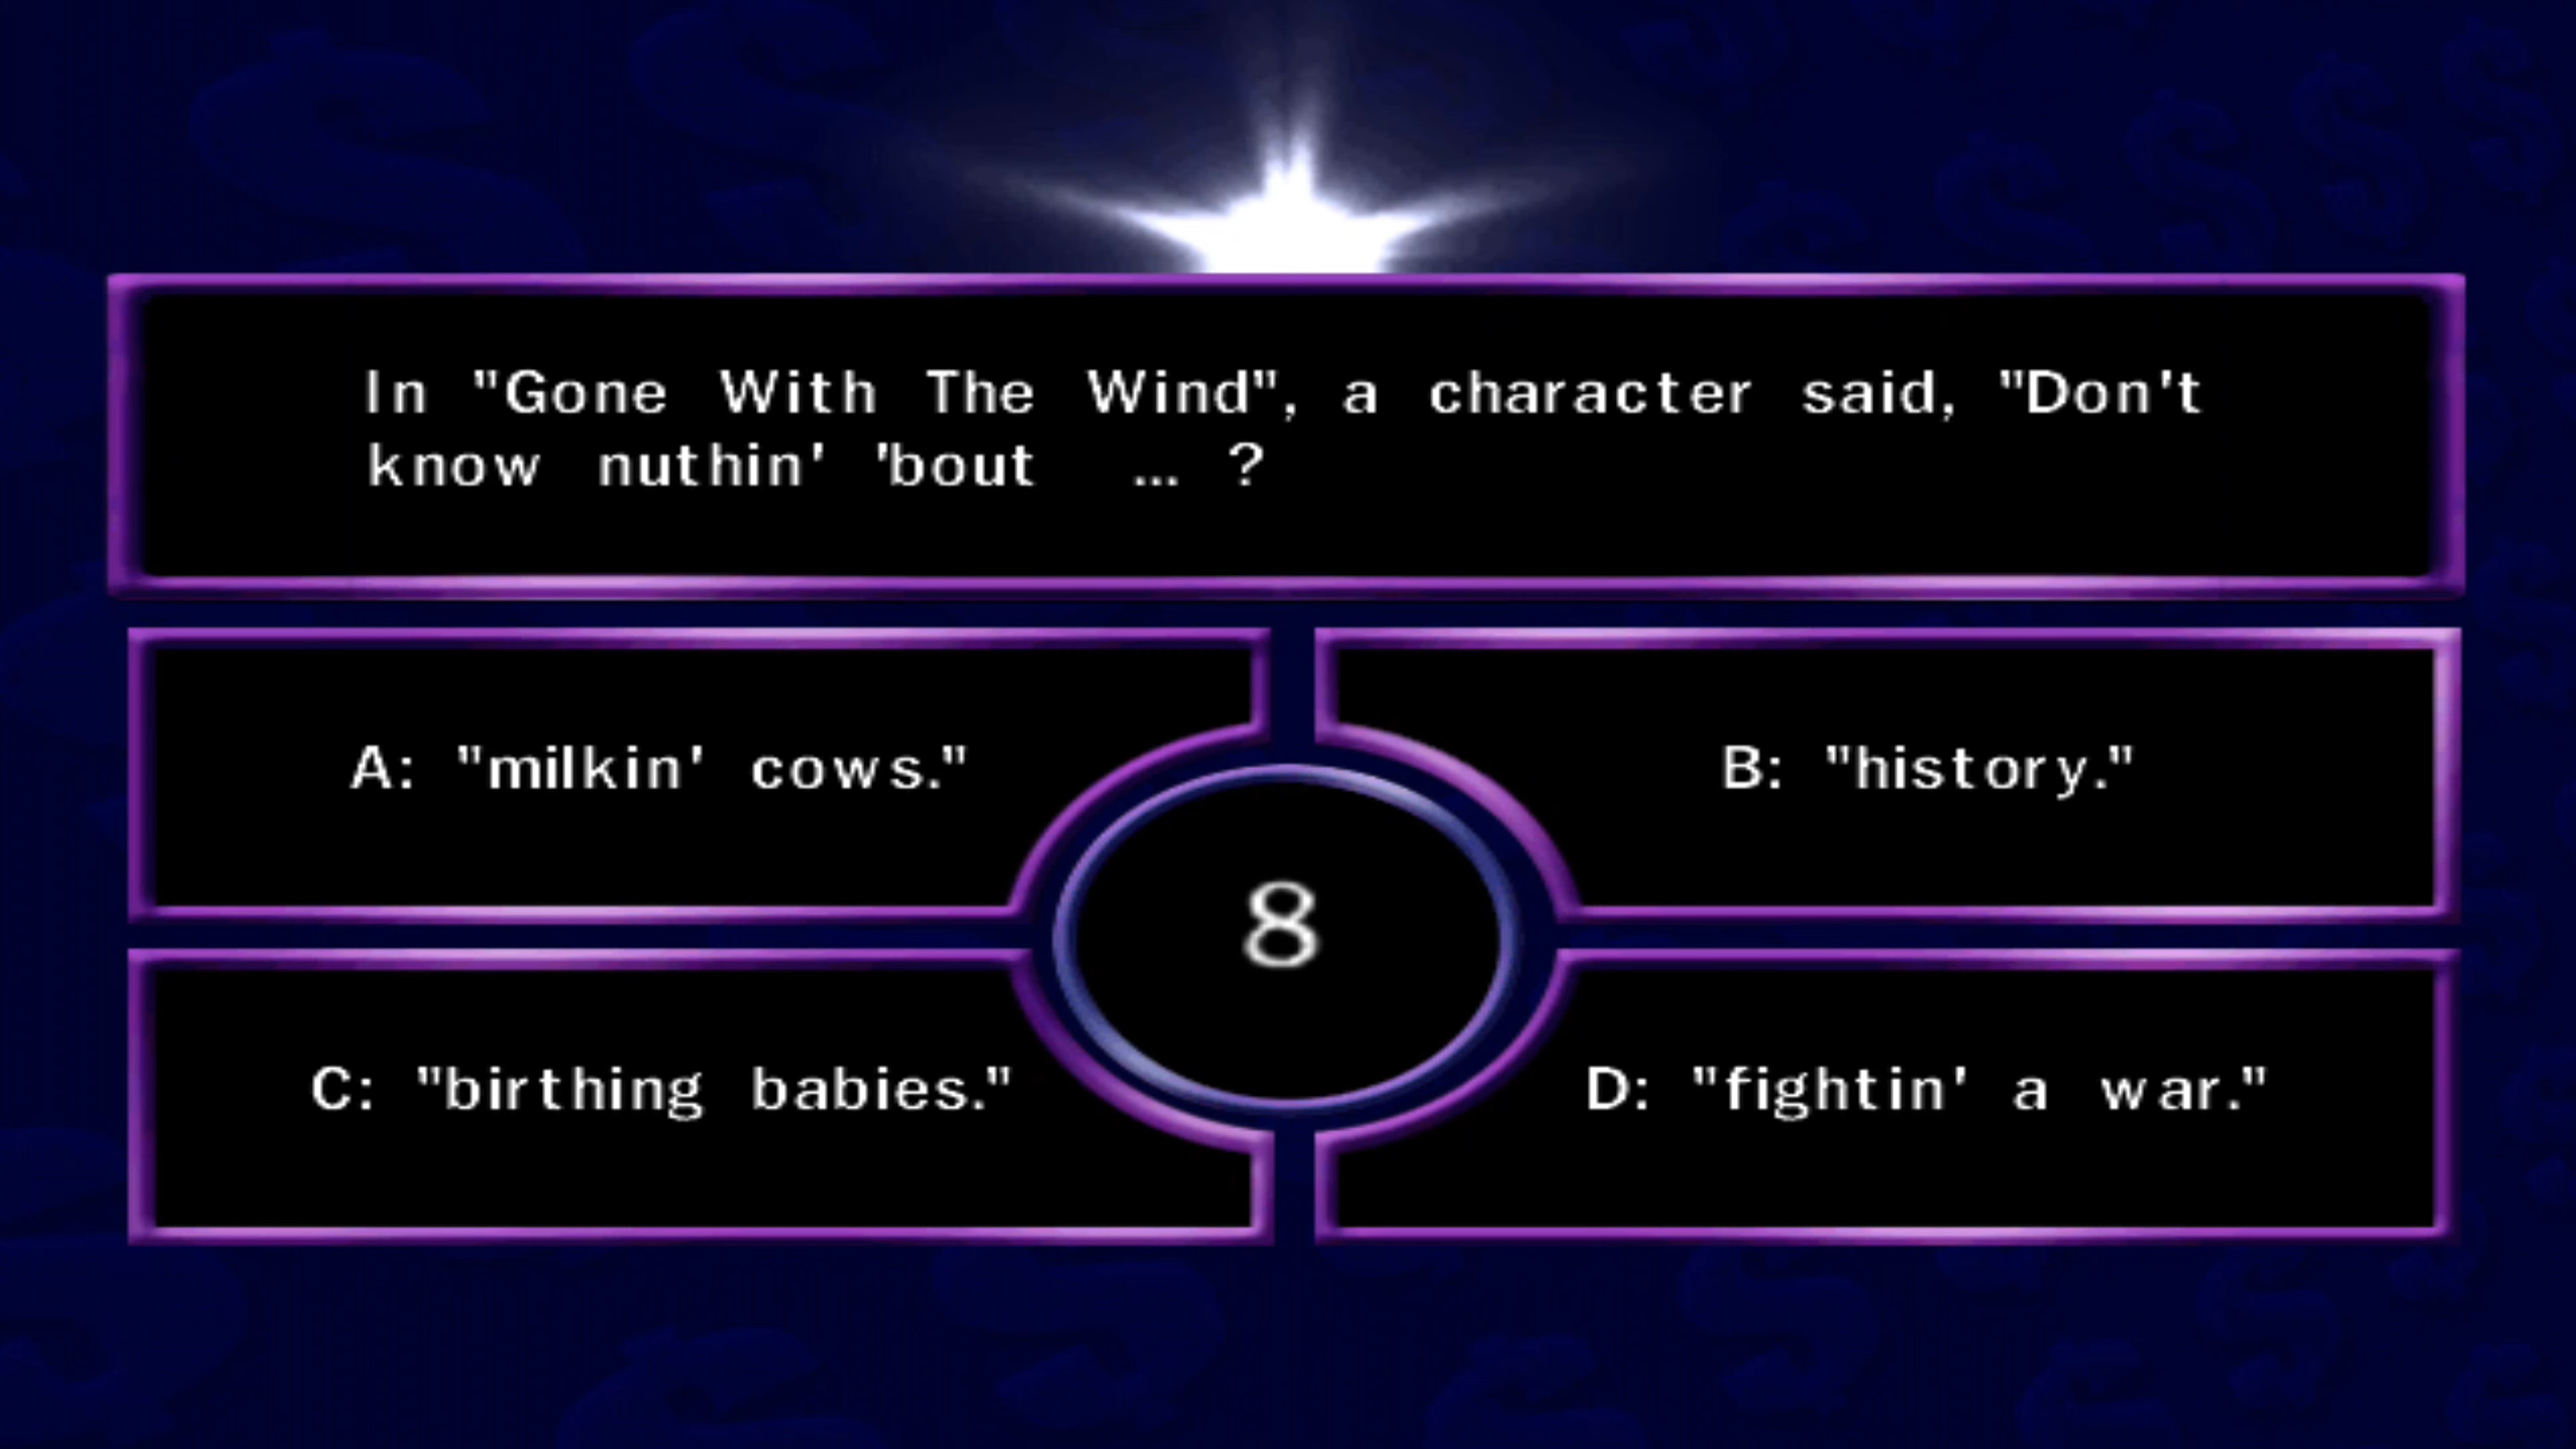 In "Gone With The Wind", a character said, "Don't
know nuthin' 'bout ... ?
A: "milkin' cows."
B: "history."
8
C: "birthing babies."
D: "fightin' a war."